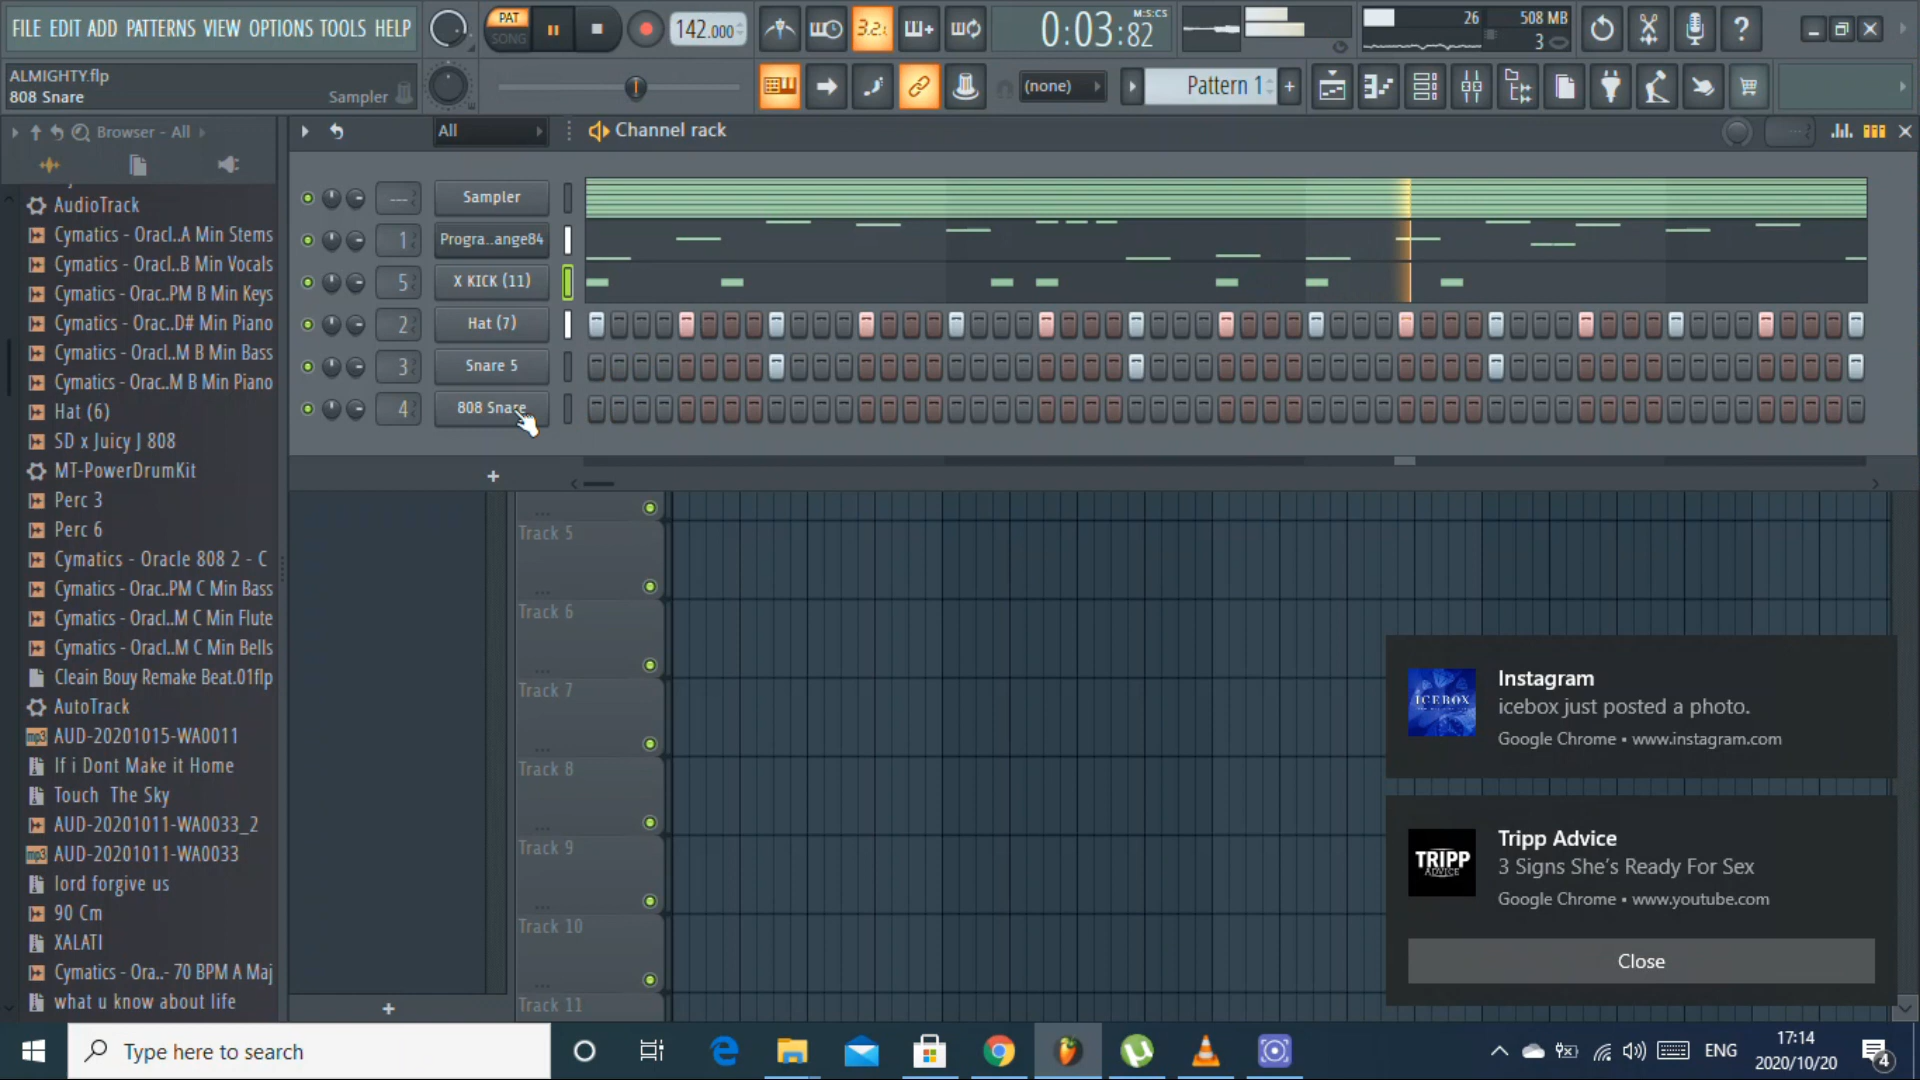 FILE EDIT ADD PATTERNS VIEW OPTIONS TOOLS HELP
PAT
SONG
142.000
3.2.
0:03:82
M:S:CS
26
508 MB
3
ALMIGHTY.flp
808 Snare
Sampler
(none)
Pattern 1
Browser - All
All
Channel rack
AudioTrack
Cymatics - Oracl..A Min Stems
Cymatics - Oracl..B Min Vocals
Cymatics - Orac..PM B Min Keys
Cymatics - Orac..D# Min Piano
Cymatics - Oracl..M B Min Bass
Cymatics - Orac..M B Min Piano
Hat (6)
SD x Juicy J 808
MT-PowerDrumKit
Perc 3
Perc 6
Cymatics - Oracle 808 2 - C
Cymatics - Orac..PM C Min Bass
Cymatics - Oracl..M C Min Flute
Cymatics - Oracl..M C Min Bells
Cleain Bouy Remake Beat.01flp
AutoTrack
AUD-20201015-WA0011
If i Dont Make it Home
Touch The Sky
AUD-20201011-WA0033_2
AUD-20201011-WA0033
lord forgive us
90 Cm
XALATI
Cymatics - Ora..- 70 BPM A Maj
what u know about life
--- Sampler
1 Progra..ange84
5 X KICK (11)
2 Hat (7)
3 Snare 5
4 808 Snare
Track 5
Track 6
Track 7
Track 8
Track 9
Track 10
Track 11
ICEBOX
Instagram
icebox just posted a photo.
Google Chrome • www.instagram.com
TRIPP
ADVICE
Tripp Advice
3 Signs She's Ready For Sex
Google Chrome • www.youtube.com
Close
Type here to search
ENG
17:14
2020/10/20
4